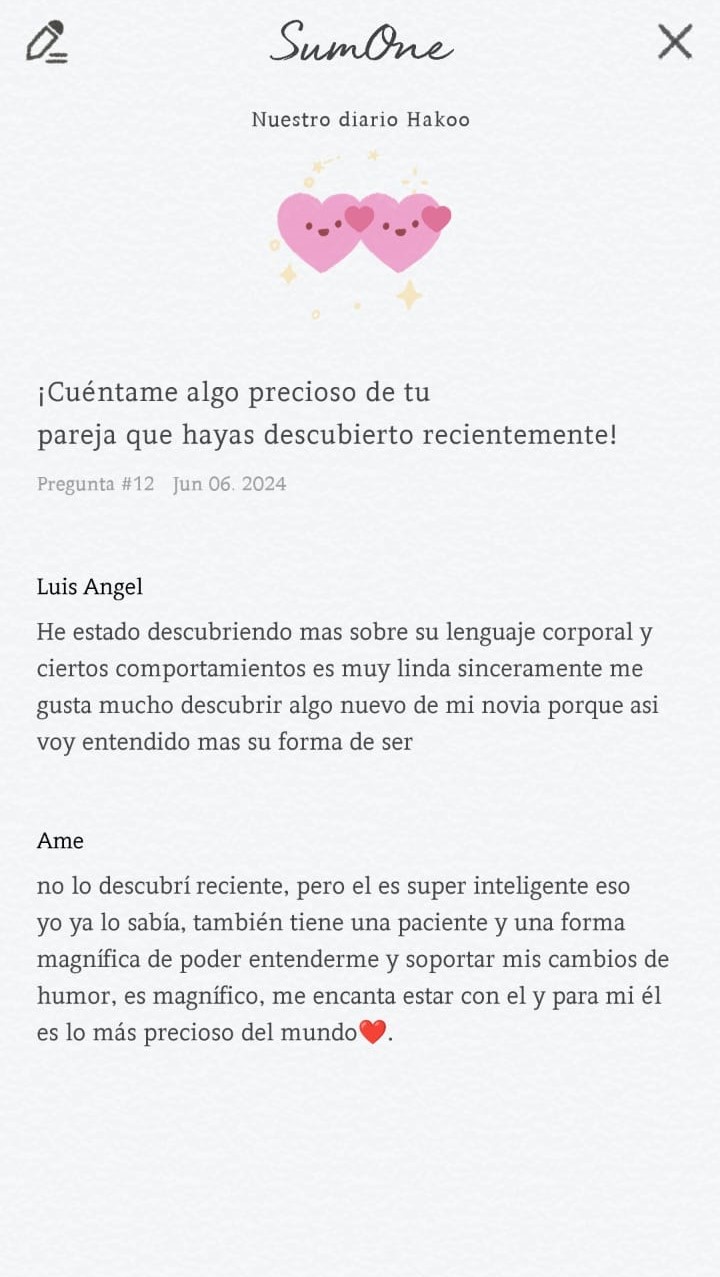 SumOne
Nuestro diario Hakoo
¡Cuéntame algo precioso de tu
pareja que hayas descubierto recientemente!
Pregunta #12 Jun 06. 2024
Luis Angel
He estado descubriendo mas sobre su lenguaje corporal y
ciertos comportamientos es muy linda sinceramente me
gusta mucho descubrir algo nuevo de mi novia porque asi
voy entendido mas su forma de ser
Ame
no lo descubrí reciente, pero el es super inteligente eso
yo ya lo sabía, también tiene una paciente y una forma
magnífica de poder entenderme y soportar mis cambios de
humor, es magnífico, me encanta estar con el y para mi él
es lo más precioso del mundo❤️.